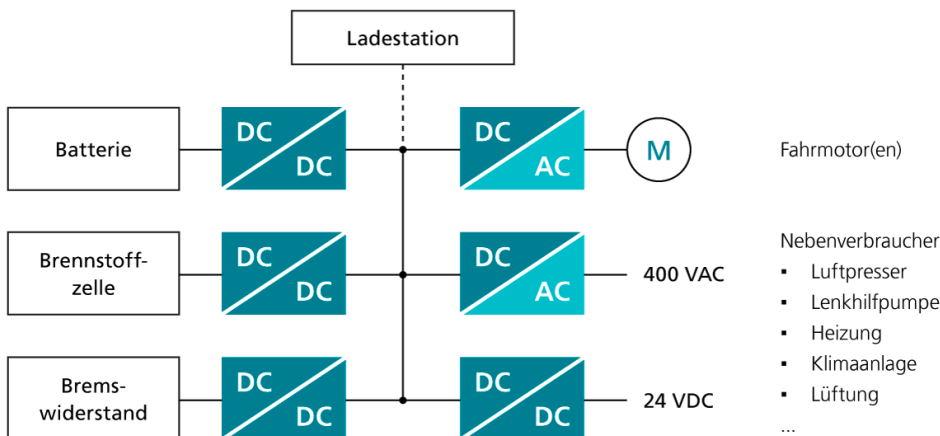 Ladestation
Batterie
DC
DC
DC
AC
M
Fahrmotor(en)
Brennstoff-
zelle
DC
DC
DC
AC
400 VAC
Nebenverbraucher
▪ Luftpresser
▪ Lenkhilfpumpe
▪ Heizung
▪ Klimaanlage
▪ Lüftung
...
Brems-
widerstand
DC
DC
DC
DC
24 VDC